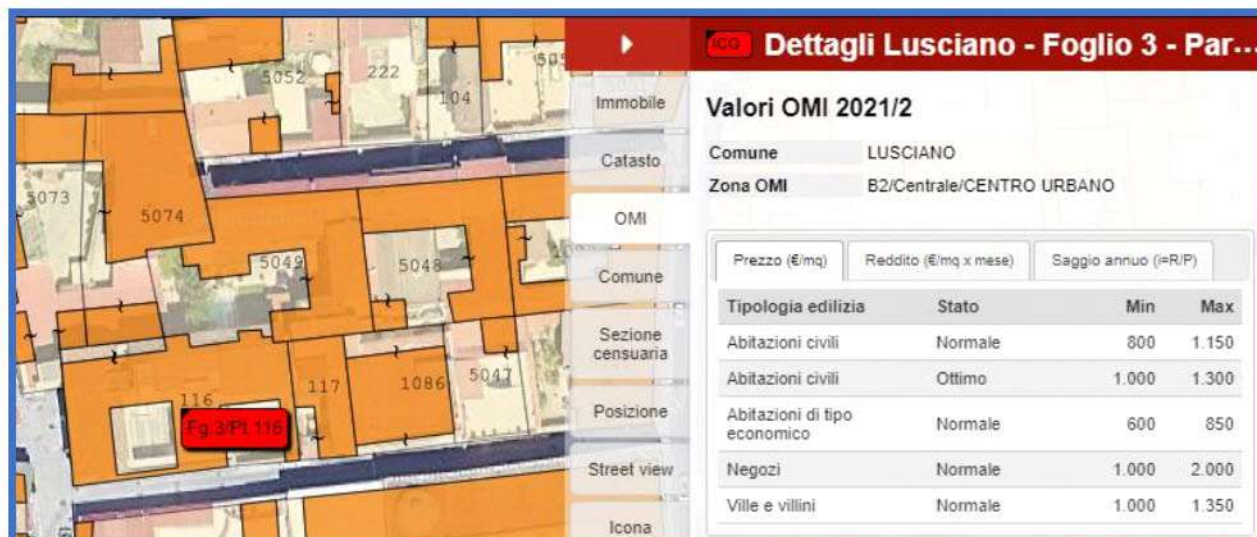 5052
222
104
5073
5074
5049
5048
116
117
1086
5047
Fg.3/Pt.116
Immobile
Catasto
OMI
Comune
Sezione
censuaria
Posizione
Street view
Icona
ICO Dettagli Lusciano - Foglio 3 - Par...
Valori OMI 2021/2
Comune LUSCIANO
Zona OMI B2/Centrale/CENTRO URBANO
Prezzo (€/mq) Reddito (€/mq x mese) Saggio annuo (i=R/P)
Tipologia edilizia Stato Min Max
Abitazioni civili Normale 800 1.150
Abitazioni civili Ottimo 1.000 1.300
Abitazioni di tipo
economico Normale 600 850
Negozi Normale 1.000 2.000
Ville e villini Normale 1.000 1.350